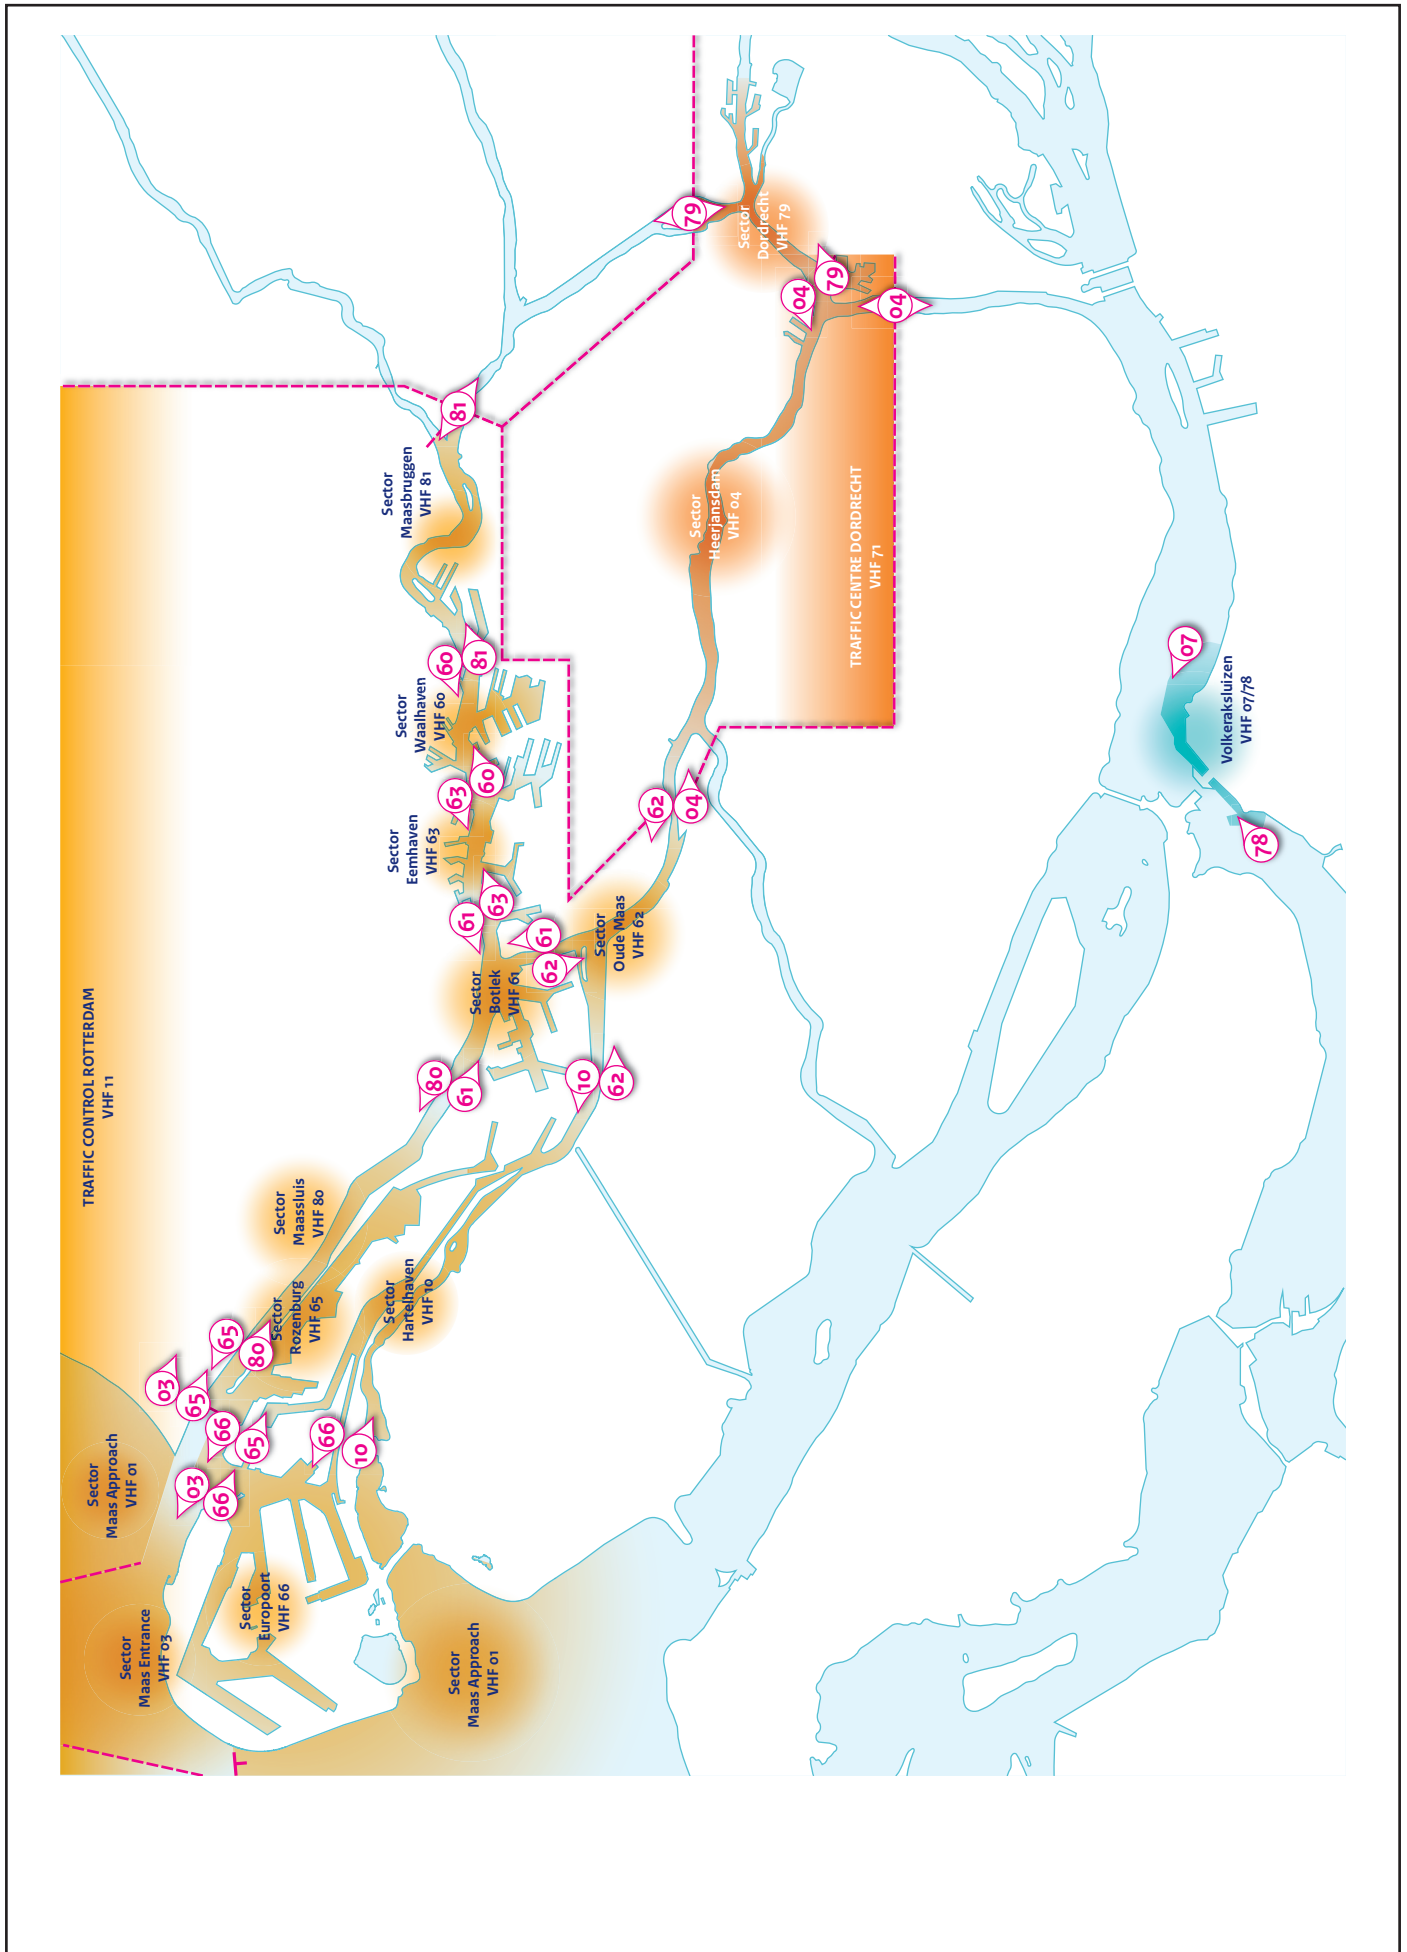 TRAFFIC CONTROL ROTTERDAM
VHF 11
Sector
Maas Approach
VHF 01
Sector
Maas Entrance
VHF 03
Sector
Europoort
VHF 66
Sector
Maas Approach
VHF 01
Sector
Rozenburg
VHF 65
Sector
Maassluis
VHF 80
Sector
Hartelhaven
VHF 10
Sector
Botlek
VHF 61
Sector
Oude Maas
VHF 62
Sector
Eemhaven
VHF 63
Sector
Waalhaven
VHF 60
Sector
Maasbruggen
VHF 81
Sector
Heerjansdam
VHF 04
Sector
Dordrecht
VHF 79
TRAFFIC CENTRE DORDRECHT
VHF 71
Volkeraksluizen
VHF 07/78
03
66
03
65
66
65
65
80
66
10
80
61
10
62
61
63
61
62
63
60
60
81
81
62
04
04
79
04
79
07
78